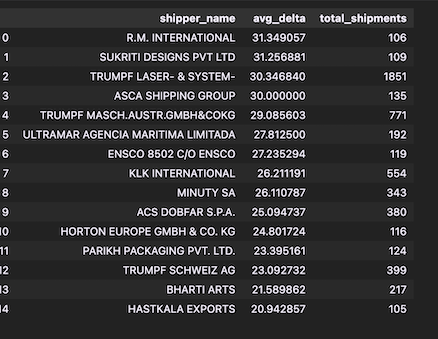 shipper_name avg_delta total_shipments
0 R.M. INTERNATIONAL 31.349057 106
1 SUKRITI DESIGNS PVT LTD 31.256881 109
2 TRUMPF LASER- & SYSTEM- 30.346840 1851
3 ASCA SHIPPING GROUP 30.000000 135
4 TRUMPF MASCH.AUSTR.GMBH&COKG 29.085603 771
5 ULTRAMAR AGENCIA MARITIMA LIMITADA 27.812500 192
6 ENSCO 8502 C/O ENSCO 27.235294 119
7 KLK INTERNATIONAL 26.211191 554
8 MINUTY SA 26.110787 343
9 ACS DOBFAR S.P.A. 25.094737 380
10 HORTON EUROPE GMBH & CO. KG 24.801724 116
11 PARIKH PACKAGING PVT. LTD. 23.395161 124
12 TRUMPF SCHWEIZ AG 23.092732 399
13 BHARTI ARTS 21.589862 217
14 HASTKALA EXPORTS 20.942857 105